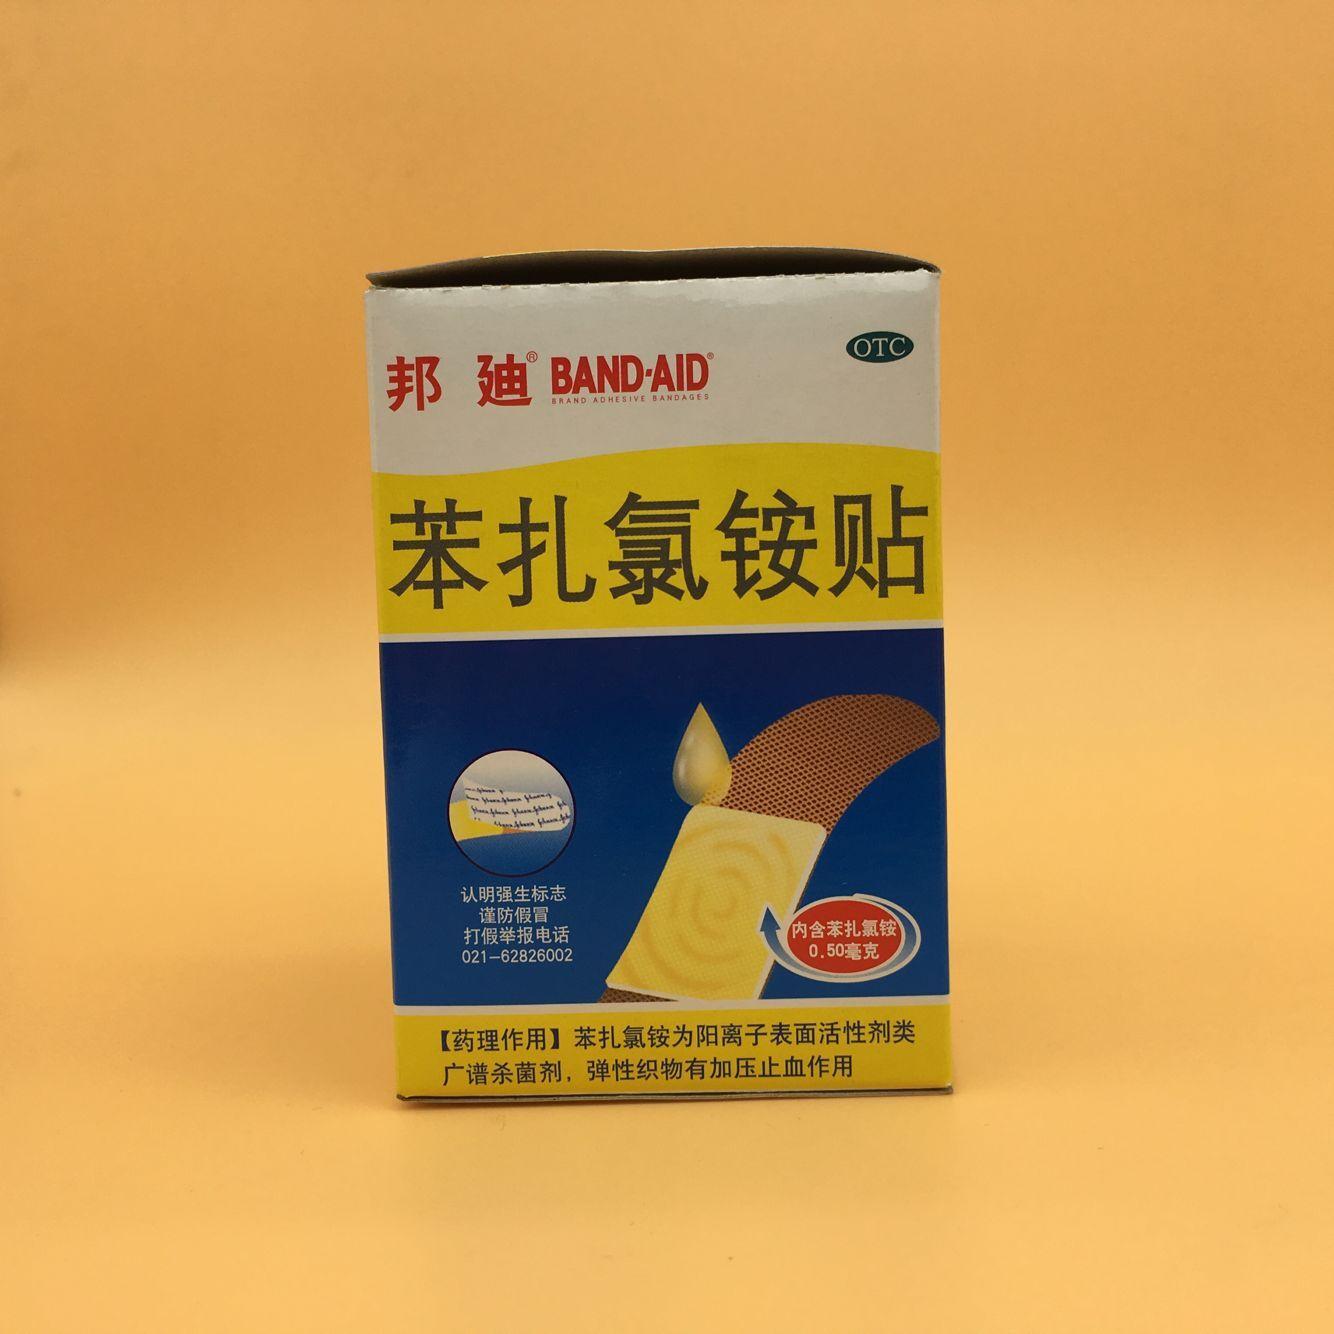 邦廸® BAND-AID®
BRAND ADHESIVE BANDAGES
OTC
苯扎氯铵贴
认明强生标志
谨防假冒
打假举报电话
021-62826002
内含苯扎氯铵
0.50毫克
【药理作用】苯扎氯铵为阳离子表面活性剂类
广谱杀菌剂，弹性织物有加压止血作用